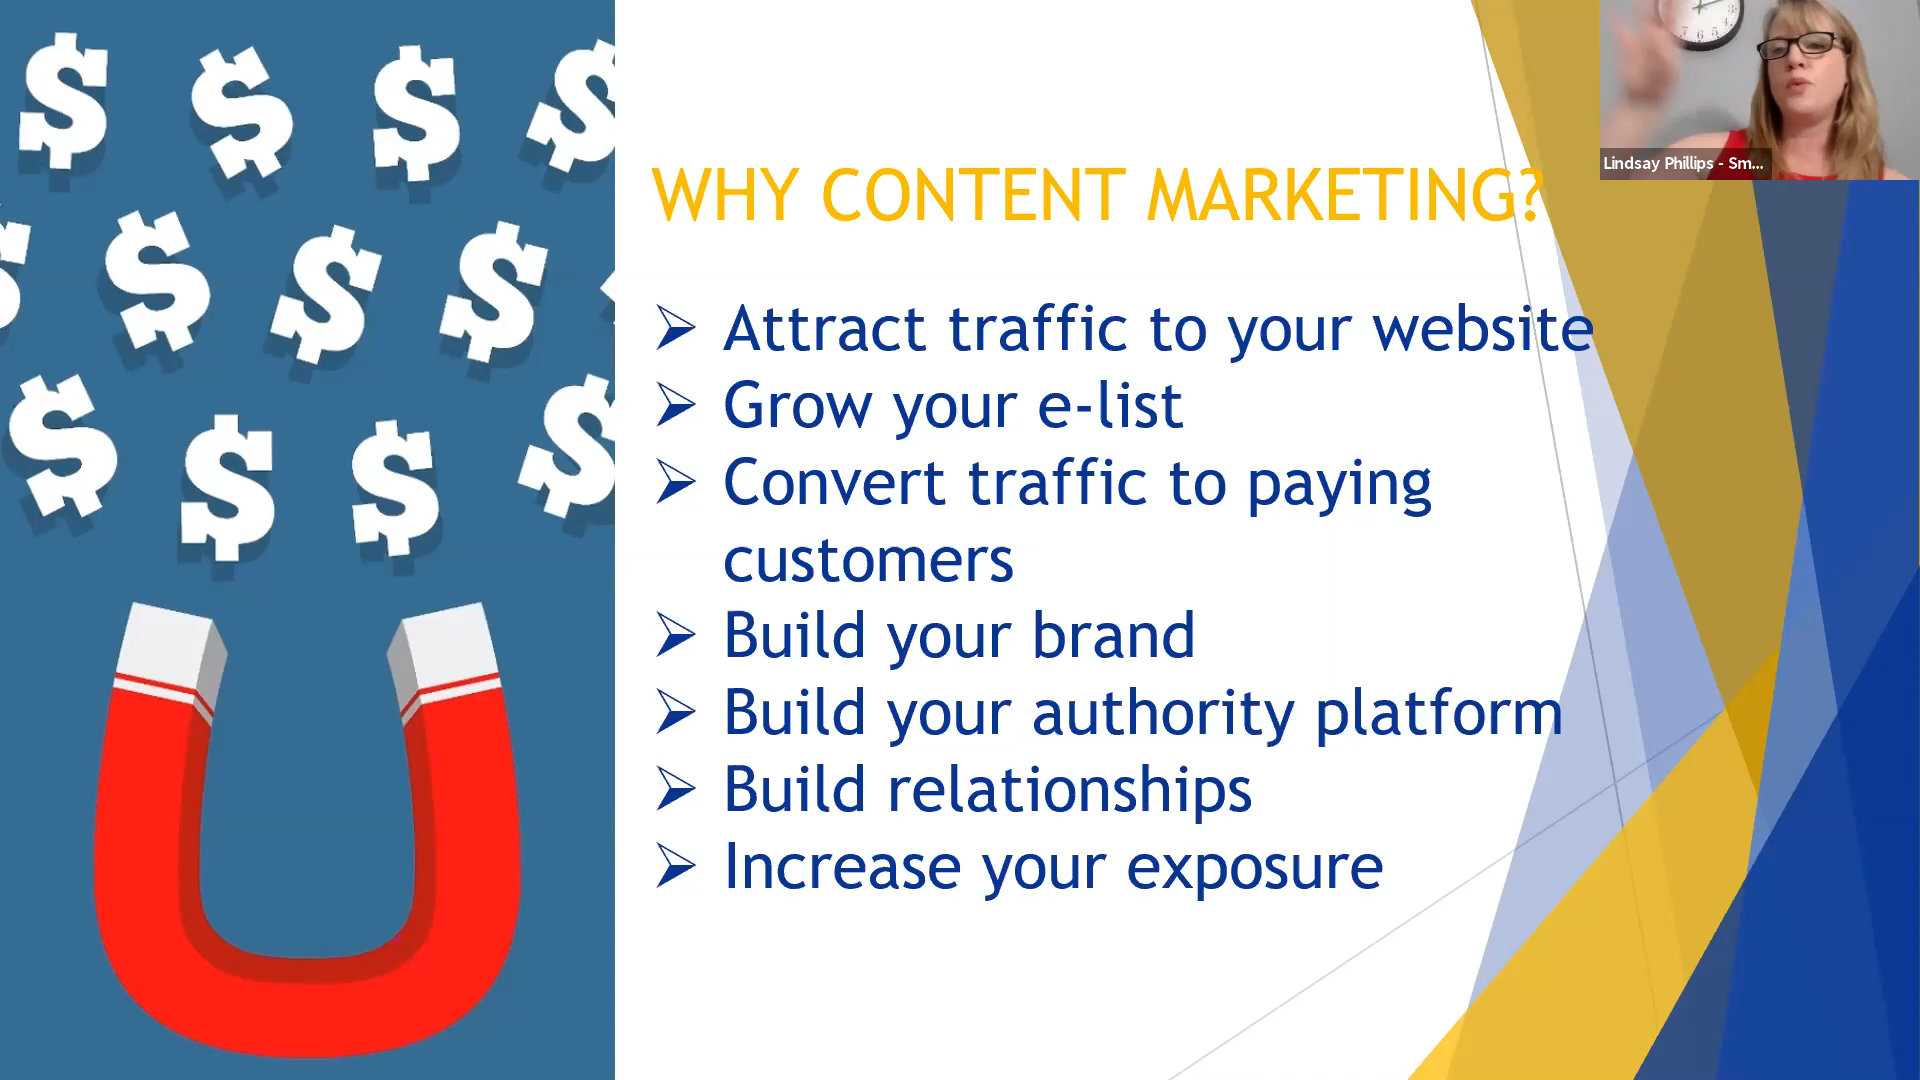 WHY CONTENT MARKETING?
Attract traffic to your website
Grow your e-list
Convert traffic to paying
customers
Build your brand
Build your authority platform
Build relationships
Increase your exposure
Lindsay Phillips - Sm...